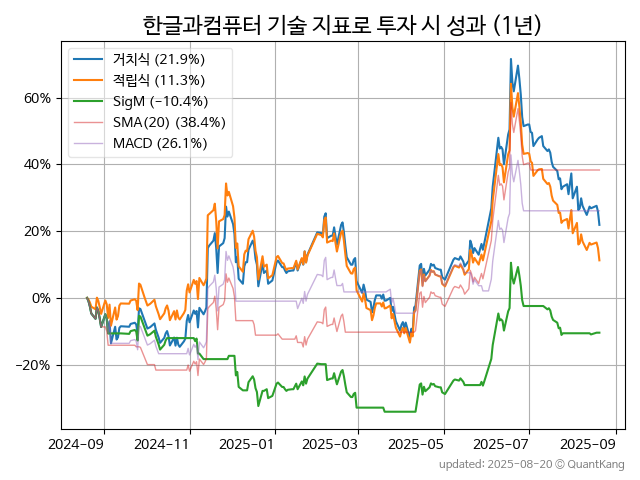 한글과컴퓨터 기술 지표로 투자 시 성과 (1년)
거치식 (21.9%)
적립식 (11.3%)
SigM (−10.4%)
SMA(20) (38.4%)
MACD (26.1%)
60%
40%
20%
0%
−20%
2024-09
2024-11
2025-01
2025-03
2025-05
2025-07
2025-09
updated: 2025-08-20 © QuantKang